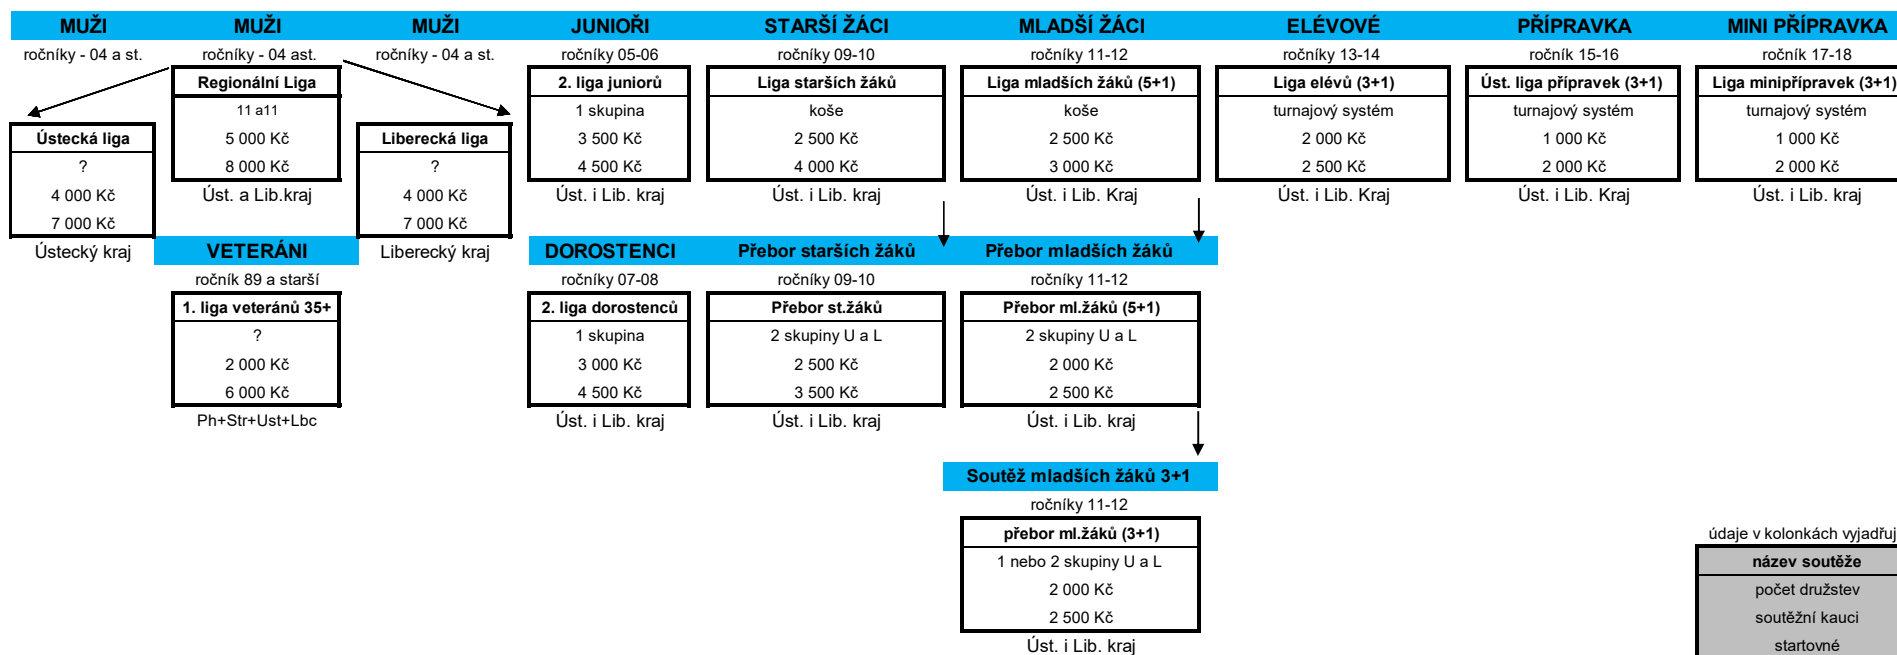 MUŽI MUŽI MUŽI JUNIOŘI STARŠÍ ŽÁCI MLADŠÍ ŽÁCI ELÉVOVÉ PŘÍPRAVKA MINI PŘÍPRAVKA
ročníky - 04 a st. ročníky - 04 ast. ročníky - 04 a st. ročníky 05-06 ročníky 09-10 ročníky 11-12 ročníky 13-14 ročník 15-16 ročník 17-18
Regionální Liga 2. liga juniorů Liga starších žáků Liga mladších žáků (5+1) Liga elévů (3+1) Úst. liga přípravek (3+1) Liga minipřípravek (3+1)
11 a11 1 skupina koše koše turnajový systém turnajový systém turnajový systém
Ústecká liga 5 000 Kč Liberecká liga 3 500 Kč 2 500 Kč 2 500 Kč 2 000 Kč 1 000 Kč 1 000 Kč
? 8 000 Kč ? 4 500 Kč 4 000 Kč 3 000 Kč 2 500 Kč 2 000 Kč 2 000 Kč
4 000 Kč Úst. a Lib.kraj 4 000 Kč Úst. i Lib. kraj Úst. i Lib. kraj Úst. i Lib. Kraj Úst. i Lib. Kraj Úst. i Lib. Kraj Úst. i Lib. kraj
7 000 Kč 7 000 Kč
Ústecký kraj VETERÁNI Liberecký kraj DOROSTENCI Přebor starších žáků Přebor mladších žáků
ročník 89 a starší ročníky 07-08 ročníky 09-10 ročníky 11-12
1. liga veteránů 35+ 2. liga dorostenců Přebor st.žáků Přebor ml.žáků (5+1)
? 1 skupina 2 skupiny U a L 2 skupiny U a L
2 000 Kč 3 000 Kč 2 500 Kč 2 000 Kč
6 000 Kč 4 500 Kč 3 500 Kč 2 500 Kč
Ph+Str+Ust+Lbc Úst. i Lib. kraj Úst. i Lib. kraj Úst. i Lib. kraj
Soutěž mladších žáků 3+1
ročníky 11-12
přebor ml.žáků (3+1) údaje v kolonkách vyjadřuj
1 nebo 2 skupiny U a L název soutěže
2 000 Kč počet družstev
2 500 Kč soutěžní kauci
Úst. i Lib. kraj startovné